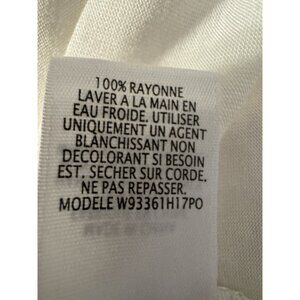 100% RAYONNE
LAVER A LA MAIN EN
EAU FROIDE. UTILISER
UNIQUEMENT UN AGENT
BLANCHISSANT NON
DECOLORANT SI BESOIN
EST. SECHER SUR CORDE.
NE PAS REPASSER.
MODELE W93361H17PO